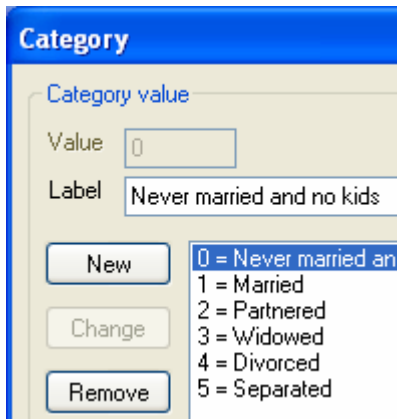 Category
Category value
Value 0
Label Never married and no kids
New
0 = Never married an
1 = Married
2 = Partnered
Change
3 = Widowed
4 = Divorced
Remove
5 = Separated